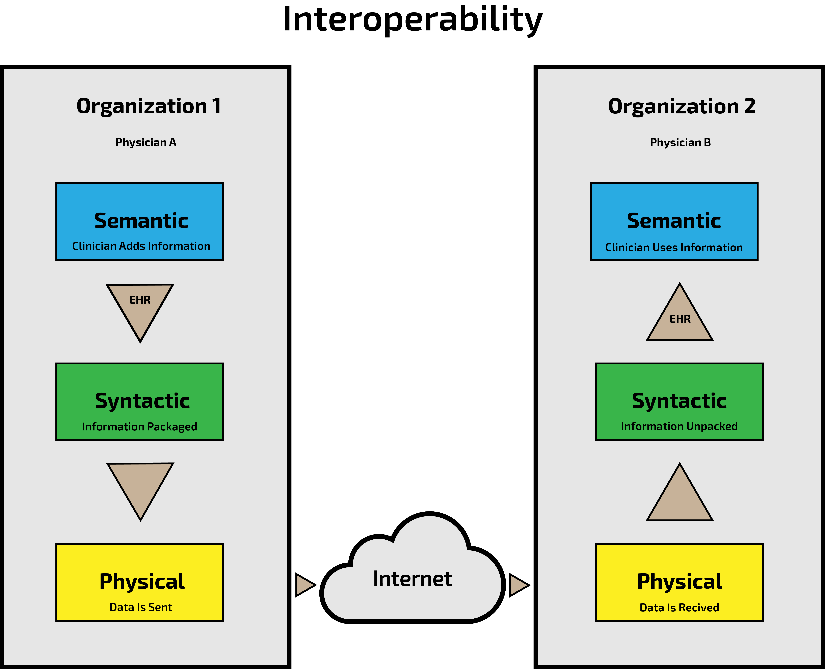 Interoperability
Organization 1
Physician A
Semantic
Clinician Adds Information
EHR
Syntactic
Information Packaged
Physical
Data Is Sent
Internet
Organization 2
Physician B
Semantic
Clinician Uses Information
EHR
Syntactic
Information Unpacked
Physical
Data Is Recived